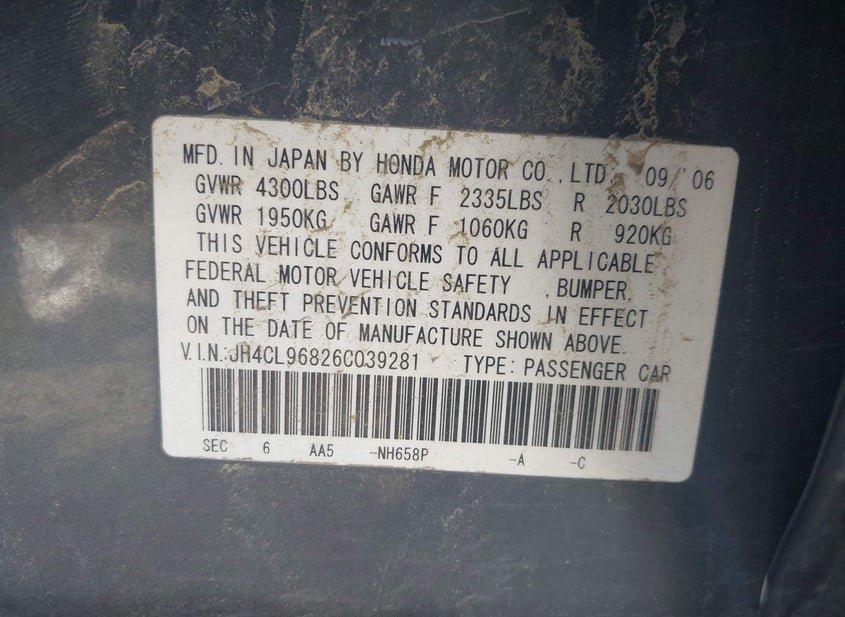 MFD. IN JAPAN BY HONDA MOTOR CO., LTD. 09/'06
GVWR 4300LBS GAWR F 2335LBS R 2030LBS
GVWR 1950KG GAWR F 1060KG R 920KG
THIS VEHICLE CONFORMS TO ALL APPLICABLE
FEDERAL MOTOR VEHICLE SAFETY , BUMPER,
AND THEFT PREVENTION STANDARDS IN EFFECT
ON THE DATE OF MANUFACTURE SHOWN ABOVE.
V.I.N.: JH4CL96826C039281 TYPE: PASSENGER CAR
SEC 6 AA5 -NH658P -A -C